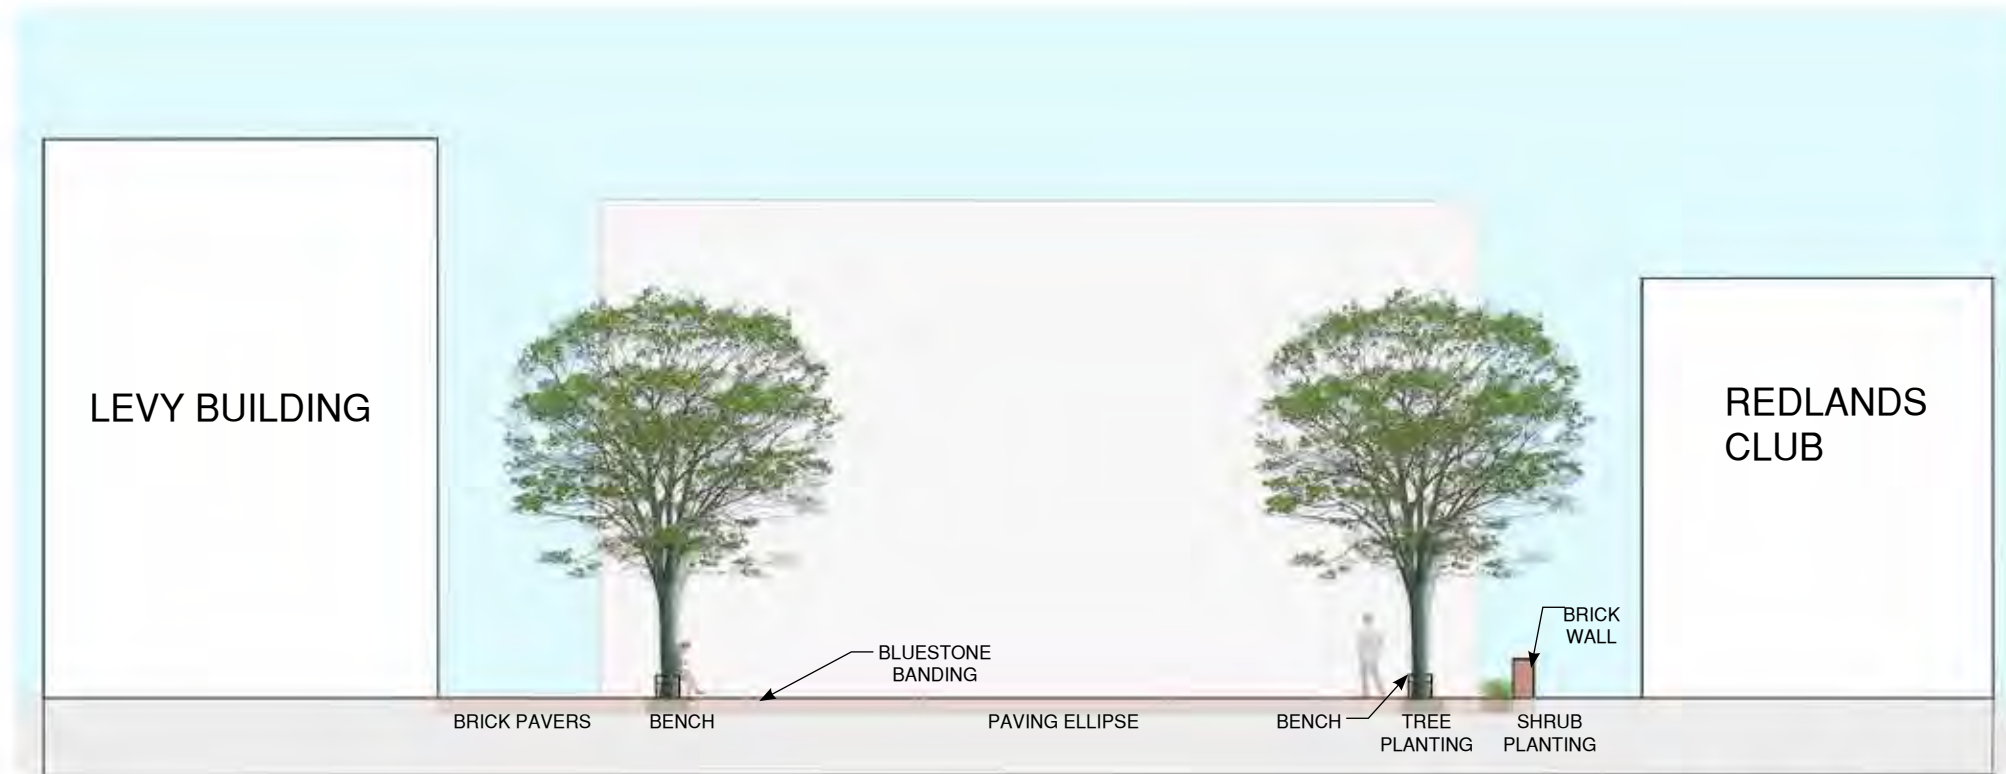 LEVY BUILDING
REDLANDS
CLUB
BRICK
WALL
BLUESTONE
BANDING
BRICK PAVERS
BENCH
PAVING ELLIPSE
BENCH
TREE
PLANTING
SHRUB
PLANTING